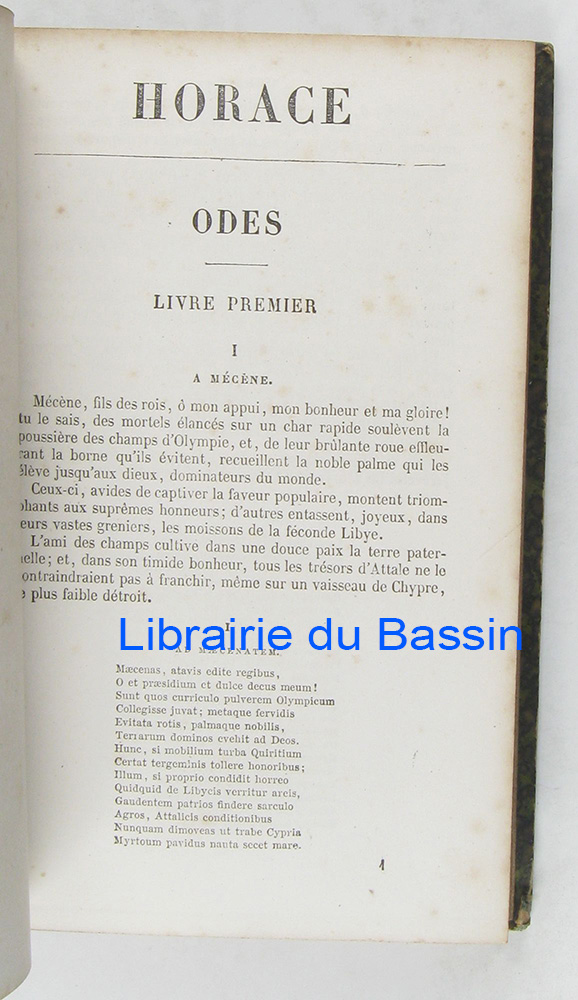 HORACE
ODES
LIVRE PREMIER
I
A MÉCÈNE.
Mécène, fils des rois, ô mon appui, mon bonheur et ma gloire!
tu le sais, des mortels élancés sur un char rapide soulèvent la
poussière des champs d'Olympie, et, de leur brûlante roue effleu-
rant la borne qu'ils évitent, recueillent la noble palme qui les
élève jusqu'aux dieux, dominateurs du monde.
Ceux-ci, avides de captiver la faveur populaire, montent triom-
phants aux suprêmes honneurs; d'autres entassent, joyeux, dans
eurs vastes greniers, les moissons de la féconde Libye.
L'ami des champs cultive dans une douce paix la terre pater-
nelle; et, dans son timide bonheur, tous les trésors d'Attale ne le
contraindraient pas à franchir, même sur un vaisseau de Chypre,
e plus faible détroit.
I
Librairie du Bassin
AD MÆCENATEM.
Mæcenas, atavis edite regibus,
O et præsidium et dulce decus meum!
Sunt quos curriculo pulverem Olympicum
Collegisse juvat; metaque fervidis
Evitata rotis, palmaque nobilis,
Terrarum dominos evehit ad Deos.
Hunc, si mobilium turba Quiritium
Certat tergeminis tollere honoribus;
Illum, si proprio condidit horreo
Quidquid de Libycis verritur areis,
Gaudentem patrios findere sarculo
Agros, Attalicis conditionibus
Nunquam dimoveas ut trabe Cypria
Myrtoum pavidus nauta secet mare.
1